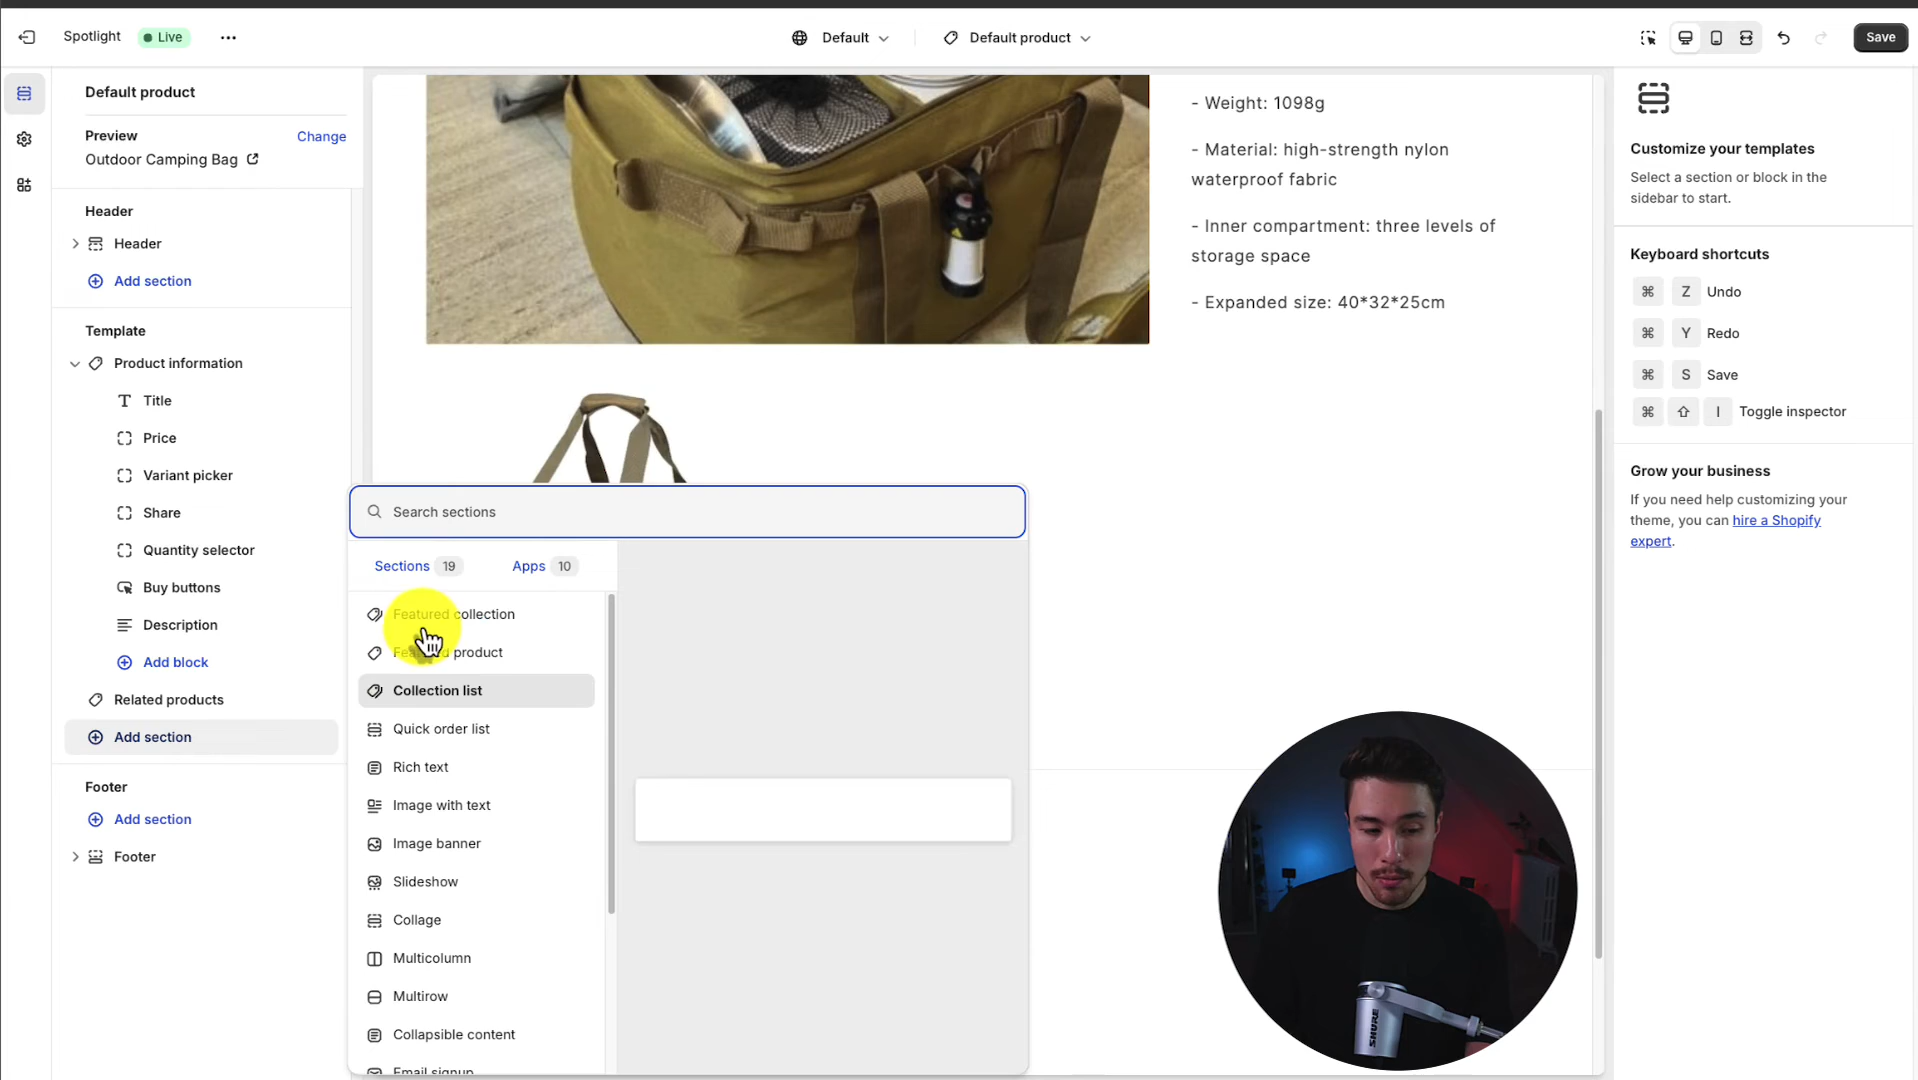 Spotlight
Live
Default
Default product
Save
Default product
Preview
Change
Outdoor Camping Bag
Header
Header
Add section
Template
Product information
Title
Price
Variant picker
Share
Quantity selector
Buy buttons
Description
Add block
Related products
Add section
Footer
Add section
Footer
- Weight: 1098g
- Material: high-strength nylon
waterproof fabric
- Inner compartment: three levels of
storage space
- Expanded size: 40*32*25cm
Search sections
Sections 19
Apps 10
Featured collection
Featured product
Collection list
Quick order list
Rich text
Image with text
Image banner
Slideshow
Collage
Multicolumn
Multirow
Collapsible content
Email signup
SHURE
Customize your templates
Select a section or block in the
sidebar to start.
Keyboard shortcuts
⌘ Z Undo
⌘ Y Redo
⌘ S Save
⌘ ⇧ I Toggle inspector
Grow your business
If you need help customizing your
theme, you can hire a Shopify
expert.